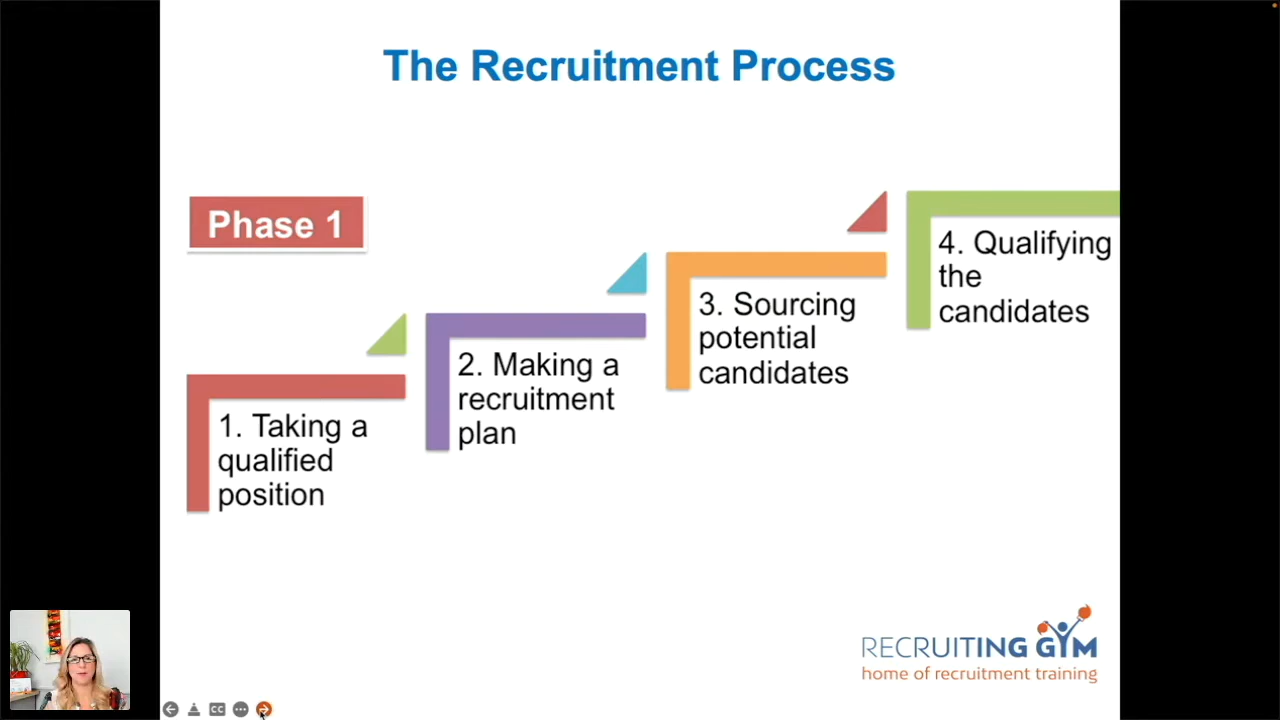 The Recruitment Process
Phase 1
1. Taking a
qualified
position
2. Making a
recruitment
plan
3. Sourcing
potential
candidates
4. Qualifying
the
candidates
RECRUITING GYM
home of recruitment training
CC